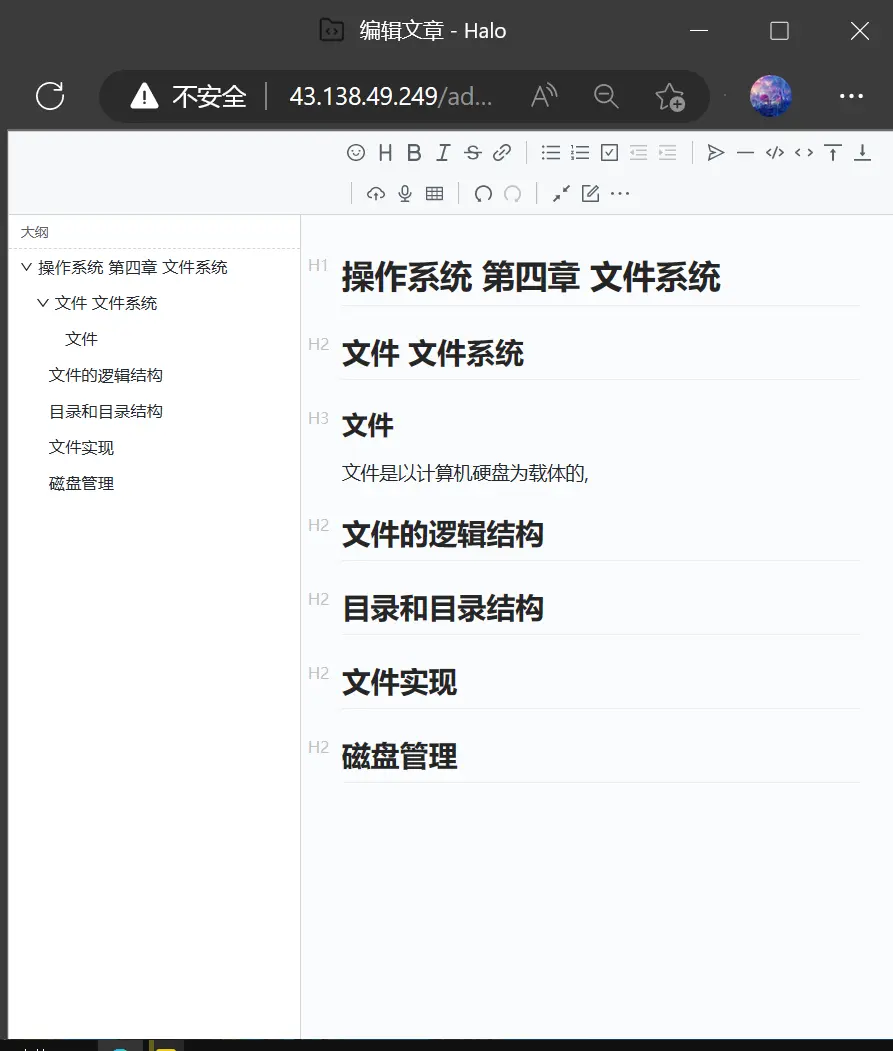 编辑文章 - Halo
不安全 43.138.49.249/ad...
大纲
操作系统 第四章 文件系统
文件 文件系统
文件
文件的逻辑结构
目录和目录结构
文件实现
磁盘管理
H1 操作系统 第四章 文件系统
H2 文件 文件系统
H3 文件
文件是以计算机硬盘为载体的,
H2 文件的逻辑结构
H2 目录和目录结构
H2 文件实现
H2 磁盘管理